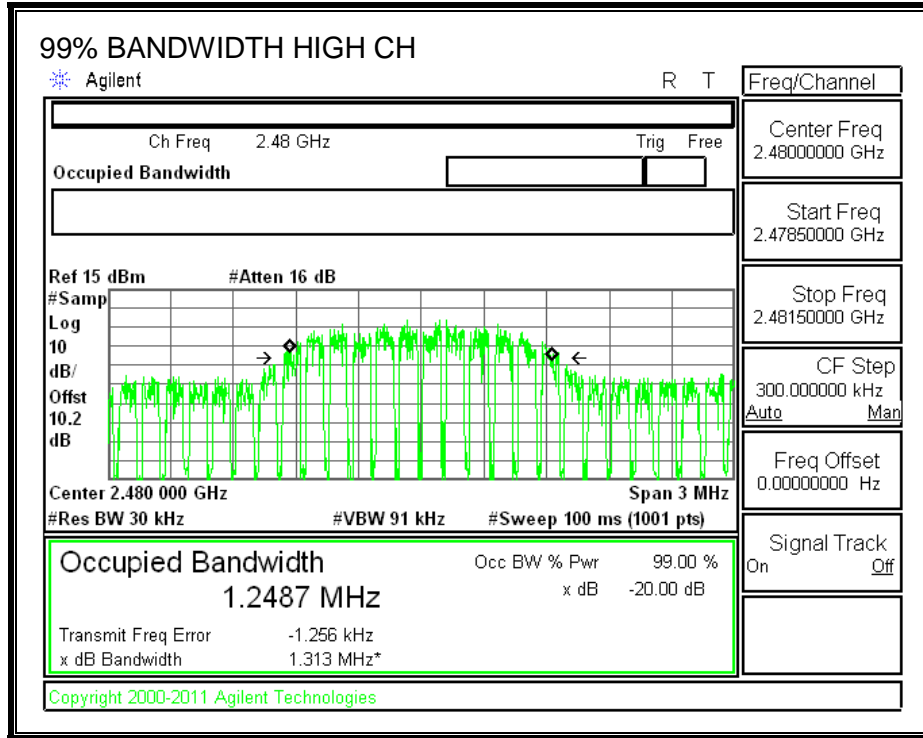 99% BANDWIDTH HIGH CH
Agilent R T
Ch Freq 2.48 GHz Trig Free
Occupied Bandwidth
Ref 15 dBm #Atten 16 dB
#Samp
Log
10
dB/
Offst
10.2
dB
Center 2.480 000 GHz Span 3 MHz
#Res BW 30 kHz #VBW 91 kHz #Sweep 100 ms (1001 pts)
Occupied Bandwidth Occ BW % Pwr 99.00 %
1.2487 MHz x dB -20.00 dB
Transmit Freq Error -1.256 kHz
x dB Bandwidth 1.313 MHz*
Copyright 2000-2011 Agilent Technologies
Freq/Channel
Center Freq
2.48000000 GHz
Start Freq
2.47850000 GHz
Stop Freq
2.48150000 GHz
CF Step
300.000000 kHz
Auto Man
Freq Offset
0.00000000 Hz
Signal Track
On Off